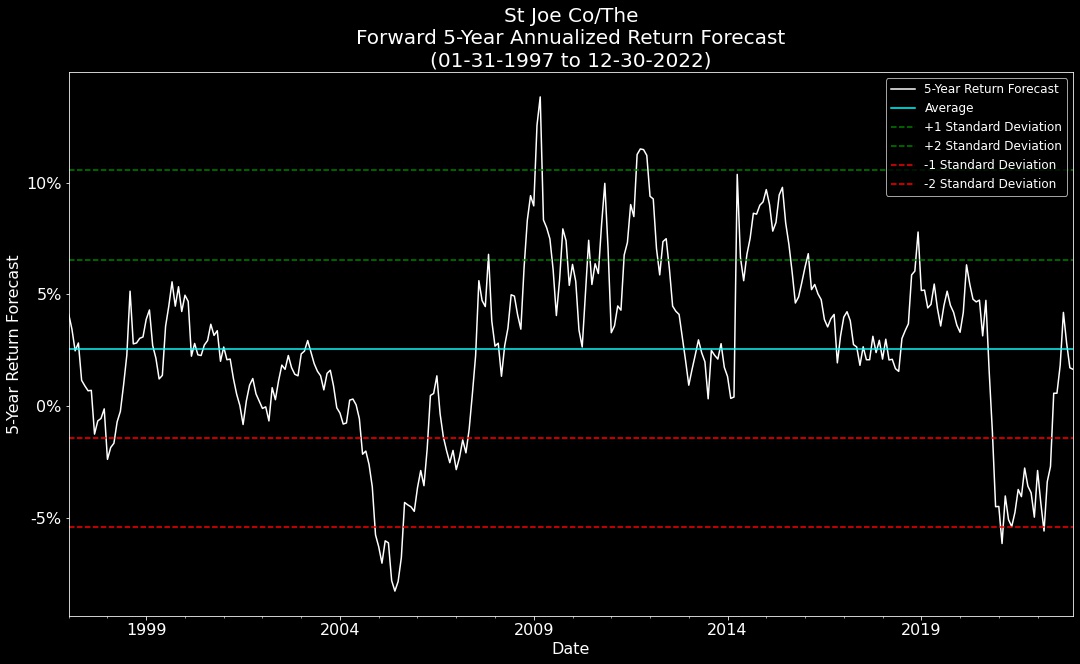 St Joe Co/The
Forward 5-Year Annualized Return Forecast
(01-31-1997 to 12-30-2022)
5-Year Return Forecast
Average
+1 Standard Deviation
+2 Standard Deviation
-1 Standard Deviation
-2 Standard Deviation
5-Year Return Forecast
10%
5%
0%
-5%
1999 2004 2009 2014 2019
Date